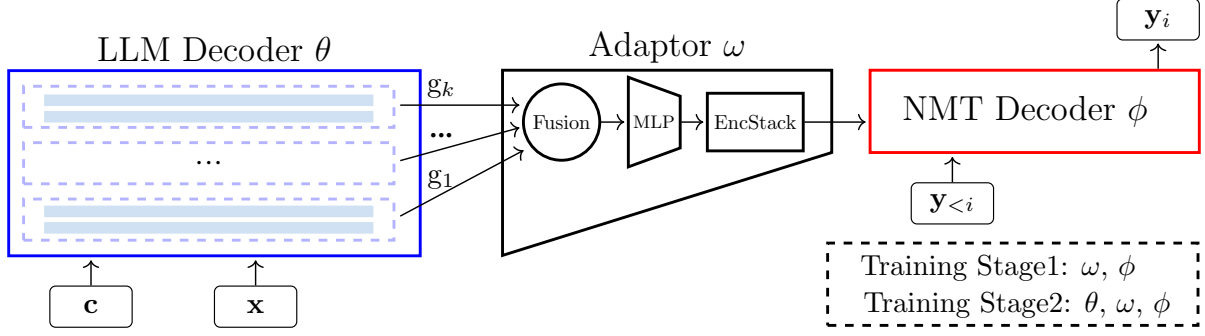 y_i
LLM Decoder θ
Adaptor ω
g_k
...
...
g_1
Fusion
MLP
EncStack
NMT Decoder ϕ
y_{<i}
c
x
Training Stage1: ω, ϕ
Training Stage2: θ, ω, ϕ